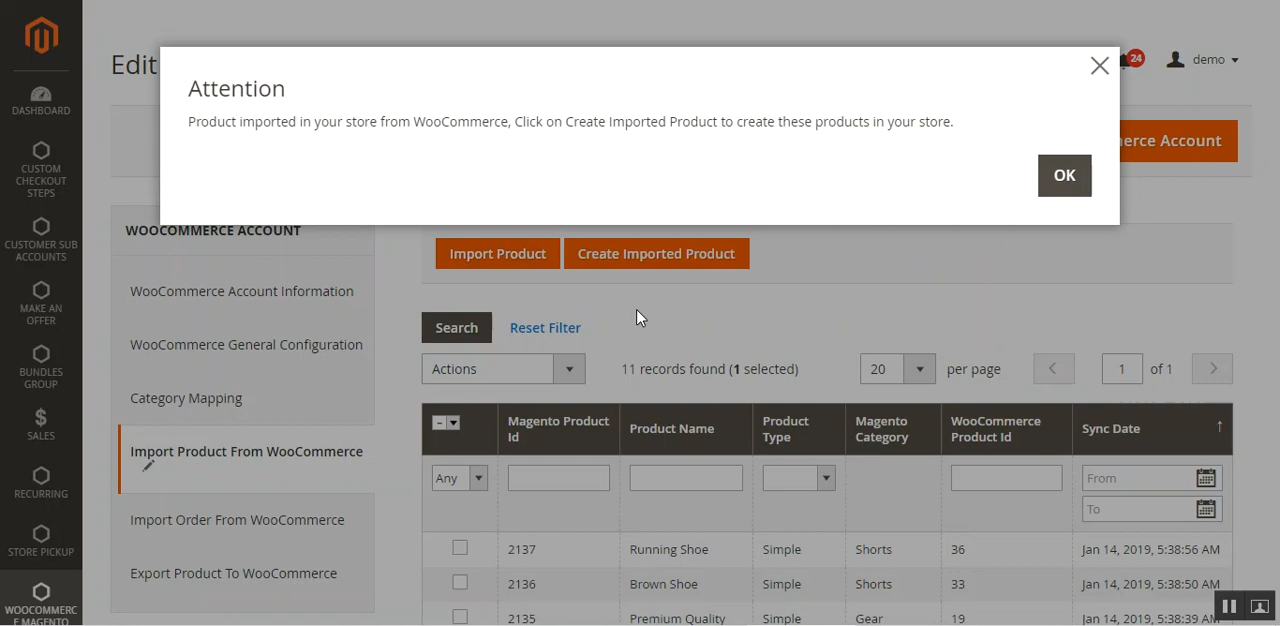 Edit
24
demo
Attention
Product imported in your store from WooCommerce, Click on Create Imported Product to create these products in your store.
OK
erce Account
DASHBOARD
CUSTOM
CHECKOUT
STEPS
CUSTOMER SUB
ACCOUNTS
MAKE AN
OFFER
BUNDLES
GROUP
$
SALES
RECURRING
STORE PICKUP
WOOCOMMERC
E MAGENTO
WOOCOMMERCE ACCOUNT
WooCommerce Account Information
WooCommerce General Configuration
Category Mapping
Import Product From WooCommerce
Import Order From WooCommerce
Export Product To WooCommerce
Import Product Create Imported Product
Search Reset Filter
Actions 11 records found (1 selected) 20 per page 1 of 1
Magento Product Id Product Name Product Type Magento Category WooCommerce Product Id Sync Date ↑
Any From
To
2137 Running Shoe Simple Shorts 36 Jan 14, 2019, 5:38:56 AM
2136 Brown Shoe Simple Shorts 33 Jan 14, 2019, 5:38:50 AM
2135 Premium Quality Simple Gear 19 Jan 14, 2019, 5:38:39 AM